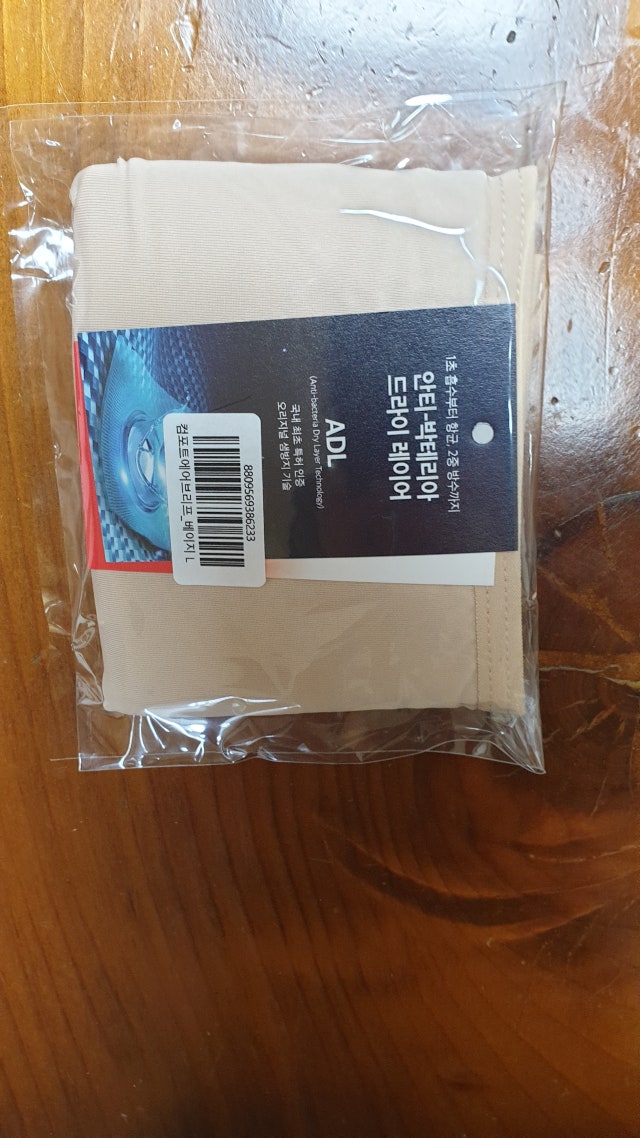 1초 흡수부터 항균, 2중 방수까지
안티-박테리아
드라이 레이어
ADL
(Anti-bacteria Dry Layer Technology)
국내 최초 특허 인증
오리지널 샘방지 기술
8809569386233
컴포트에어브리프_베이지 L